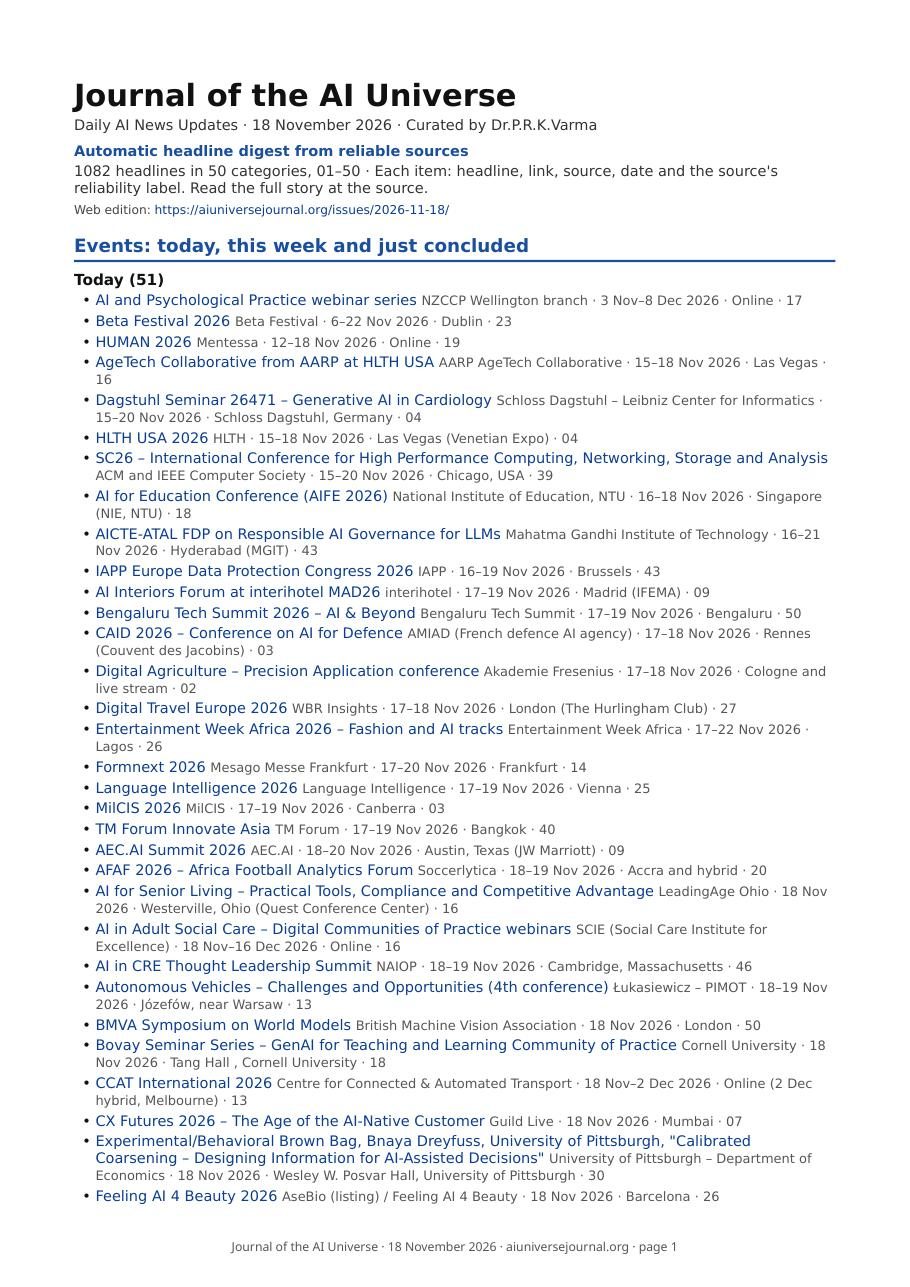 Journal of the AI Universe
Daily AI News Updates · 18 November 2026 · Curated by Dr.P.R.K.Varma
Automatic headline digest from reliable sources
1082 headlines in 50 categories, 01–50 · Each item: headline, link, source, date and the source's
reliability label. Read the full story at the source.
Web edition: https://aiuniversejournal.org/issues/2026-11-18/
Events: today, this week and just concluded
Today (51)
• AI and Psychological Practice webinar series NZCCP Wellington branch · 3 Nov–8 Dec 2026 · Online · 17
• Beta Festival 2026 Beta Festival · 6–22 Nov 2026 · Dublin · 23
• HUMAN 2026 Mentessa · 12–18 Nov 2026 · Online · 19
• AgeTech Collaborative from AARP at HLTH USA AARP AgeTech Collaborative · 15–18 Nov 2026 · Las Vegas ·
16
• Dagstuhl Seminar 26471 – Generative AI in Cardiology Schloss Dagstuhl – Leibniz Center for Informatics ·
15–20 Nov 2026 · Schloss Dagstuhl, Germany · 04
• HLTH USA 2026 HLTH · 15–18 Nov 2026 · Las Vegas (Venetian Expo) · 04
• SC26 – International Conference for High Performance Computing, Networking, Storage and Analysis
ACM and IEEE Computer Society · 15–20 Nov 2026 · Chicago, USA · 39
• AI for Education Conference (AIFE 2026) National Institute of Education, NTU · 16–18 Nov 2026 · Singapore
(NIE, NTU) · 18
• AICTE-ATAL FDP on Responsible AI Governance for LLMs Mahatma Gandhi Institute of Technology · 16–21
Nov 2026 · Hyderabad (MGIT) · 43
• IAPP Europe Data Protection Congress 2026 IAPP · 16–19 Nov 2026 · Brussels · 43
• AI Interiors Forum at interihotel MAD26 interihotel · 17–19 Nov 2026 · Madrid (IFEMA) · 09
• Bengaluru Tech Summit 2026 – AI & Beyond Bengaluru Tech Summit · 17–19 Nov 2026 · Bengaluru · 50
• CAID 2026 – Conference on AI for Defence AMIAD (French defence AI agency) · 17–18 Nov 2026 · Rennes
(Couvent des Jacobins) · 03
• Digital Agriculture – Precision Application conference Akademie Fresenius · 17–18 Nov 2026 · Cologne and
live stream · 02
• Digital Travel Europe 2026 WBR Insights · 17–18 Nov 2026 · London (The Hurlingham Club) · 27
• Entertainment Week Africa 2026 – Fashion and AI tracks Entertainment Week Africa · 17–22 Nov 2026 ·
Lagos · 26
• Formnext 2026 Mesago Messe Frankfurt · 17–20 Nov 2026 · Frankfurt · 14
• Language Intelligence 2026 Language Intelligence · 17–19 Nov 2026 · Vienna · 25
• MilCIS 2026 MilCIS · 17–19 Nov 2026 · Canberra · 03
• TM Forum Innovate Asia TM Forum · 17–19 Nov 2026 · Bangkok · 40
• AEC.AI Summit 2026 AEC.AI · 18–20 Nov 2026 · Austin, Texas (JW Marriott) · 09
• AFAF 2026 – Africa Football Analytics Forum Soccerlytica · 18–19 Nov 2026 · Accra and hybrid · 20
• AI for Senior Living – Practical Tools, Compliance and Competitive Advantage LeadingAge Ohio · 18 Nov
2026 · Westerville, Ohio (Quest Conference Center) · 16
• AI in Adult Social Care – Digital Communities of Practice webinars SCIE (Social Care Institute for
Excellence) · 18 Nov–16 Dec 2026 · Online · 16
• AI in CRE Thought Leadership Summit NAIOP · 18–19 Nov 2026 · Cambridge, Massachusetts · 46
• Autonomous Vehicles – Challenges and Opportunities (4th conference) Łukasiewicz – PIMOT · 18–19 Nov
2026 · Józefów, near Warsaw · 13
• BMVA Symposium on World Models British Machine Vision Association · 18 Nov 2026 · London · 50
• Bovay Seminar Series – GenAI for Teaching and Learning Community of Practice Cornell University · 18
Nov 2026 · Tang Hall , Cornell University · 18
• CCAT International 2026 Centre for Connected & Automated Transport · 18 Nov–2 Dec 2026 · Online (2 Dec
hybrid, Melbourne) · 13
• CX Futures 2026 – The Age of the AI-Native Customer Guild Live · 18 Nov 2026 · Mumbai · 07
• Experimental/Behavioral Brown Bag, Bnaya Dreyfuss, University of Pittsburgh, "Calibrated
Coarsening – Designing Information for AI-Assisted Decisions" University of Pittsburgh – Department of
Economics · 18 Nov 2026 · Wesley W. Posvar Hall, University of Pittsburgh · 30
• Feeling AI 4 Beauty 2026 AseBio (listing) / Feeling AI 4 Beauty · 18 Nov 2026 · Barcelona · 26
Journal of the AI Universe · 18 November 2026 · aiuniversejournal.org · page 1